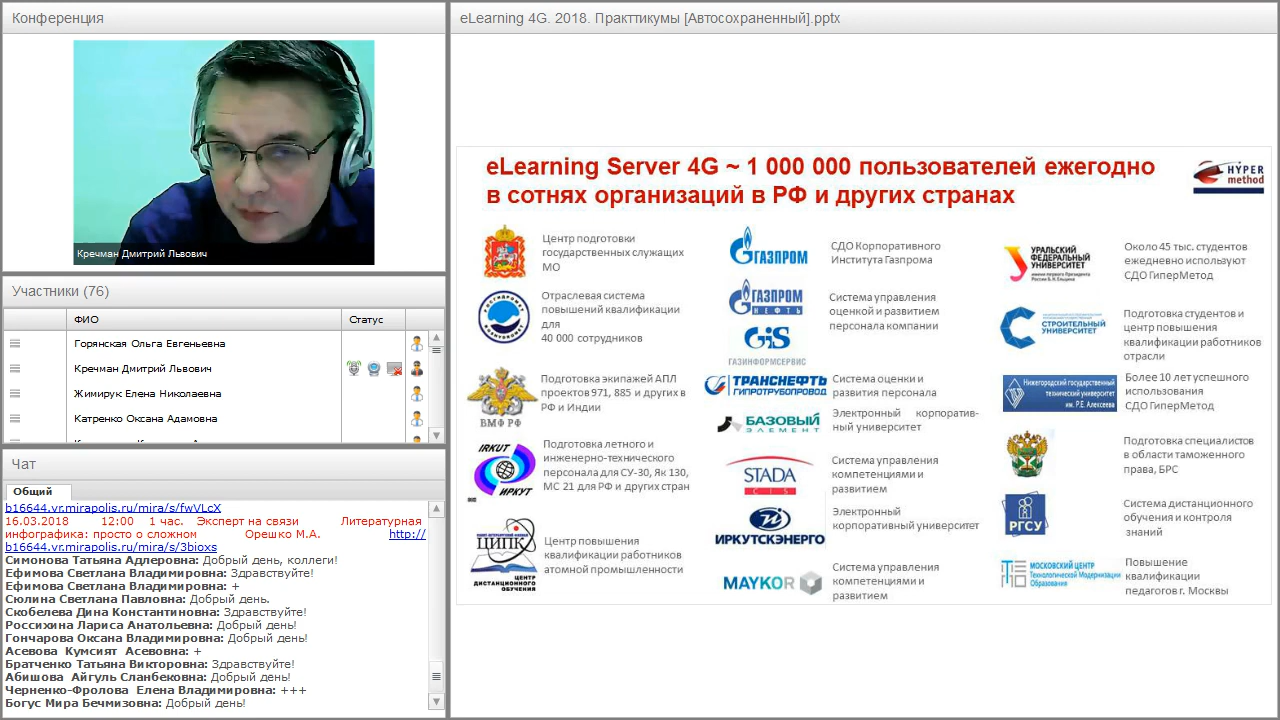 Конференция
Кречман Дмитрий Львович
Участники (76)
ФИО
Статус
Горянская Ольга Евгеньевна
Кречман Дмитрий Львович
Жимирук Елена Николаевна
Катренко Оксана Адамовна
Чат
Общий
b16644.vr.mirapolis.ru/mira/s/fwVLcX
16.03.2018 12:00 1 час. Эксперт на связи Литературная
инфографика: просто о сложном Орешко М.А. http://
b16644.vr.mirapolis.ru/mira/s/3bioxs
Симонова Татьяна Адлеровна: Добрый день, коллеги!
Ефимова Светлана Владимировна: Здравствуйте!
Ефимова Светлана Владимировна: +
Сюлина Светлана Павловна: Добрый день.
Скобелева Дина Константиновна: Здравствуйте!
Россихина Лариса Анатольевна: Добрый день!
Гончарова Оксана Владимировна: Добрый день!
Асевова Кумсият Асевовна: +
Братченко Татьяна Викторовна: Здравствуйте!
Абишова Айгуль Сланбековна: Добрый день!
Черненко-Фролова Елена Владимировна: +++
Богус Мира Бечмизовна: Добрый день!
eLearning 4G. 2018. Практтикумы [Автосохраненный].pptx
eLearning Server 4G ~ 1 000 000 пользователей ежегодно
в сотнях организаций в РФ и других странах
HYPER
method
Центр подготовки
государственных служащих
МО
РОСГИДРОМЕТ
Отраслевая система
повышений квалификации
для
40 000 сотрудников
ВМФ РФ
Подготовка экипажей АПЛ
проектов 971, 885 и других в
РФ и Индии
IRKUT
ИРКУТ
Подготовка летного и
инженерно-технического
персонала для СУ-30, Як 130,
МС 21 для РФ и других стран
ЦИПК
ЦЕНТР
ДИСТАНЦИОННОГО
ОБУЧЕНИЯ
Центр повышения
квалификации работников
атомной промышленности
ГАЗПРОМ
СДО Корпоративного
Института Газпрома
ГАЗПРОМ
НЕФТЬ
GIS
ГАЗИНФОРМСЕРВИС
Система управления
оценкой и развитием
персонала компании
ТРАНСНЕФТЬ
ГИПРОТРУБОПРОВОД
Система оценки и
развития персонала
БАЗОВЫЙ
ЭЛЕМЕНТ
Электронный корпоратив-
ный университет
STADA
CIS
Система управления
компетенциями и
развитием
ИРКУТСКЭНЕРГО
Электронный
корпоративный университет
MAYKOR
Система управления
компетенциями и
развитием
УРАЛЬСКИЙ
ФЕДЕРАЛЬНЫЙ
УНИВЕРСИТЕТ
имени первого Президента
России Б.Н. Ельцина
Около 45 тыс. студентов
ежедневно используют
СДО ГиперМетод
СТРОИТЕЛЬНЫЙ
УНИВЕРСИТЕТ
Подготовка студентов и
центр повышения
квалификации работников
отрасли
Нижегородский государственный
технический университет
им. Р.Е. Алексеева
Более 10 лет успешного
использования
СДО ГиперМетод
Подготовка специалистов
в области таможенного
права, БРС
РГСУ
Система дистанционного
обучения и контроля
знаний
МОСКОВСКИЙ ЦЕНТР
Технологической Модернизации
Образования
Повышение
квалификации
педагогов г. Москвы